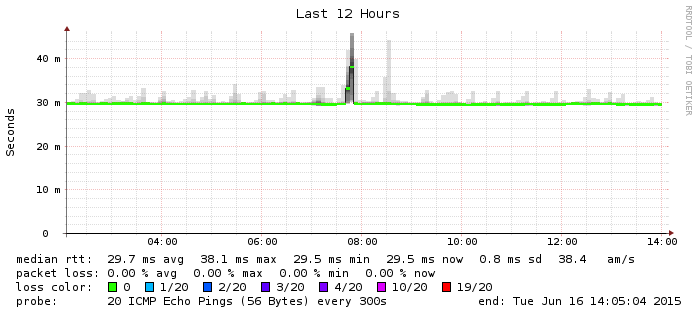 Last 12 Hours
RRDTOOL / TOBI OETIKER
Seconds
40 m
30 m
20 m
10 m
0
04:00 06:00 08:00 10:00 12:00 14:00
median rtt: 29.7 ms avg 38.1 ms max 29.5 ms min 29.5 ms now 0.8 ms sd 38.4 am/s
packet loss: 0.00 % avg 0.00 % max 0.00 % min 0.00 % now
loss color: 0 1/20 2/20 3/20 4/20 10/20 19/20
probe: 20 ICMP Echo Pings (56 Bytes) every 300s end: Tue Jun 16 14:05:04 2015